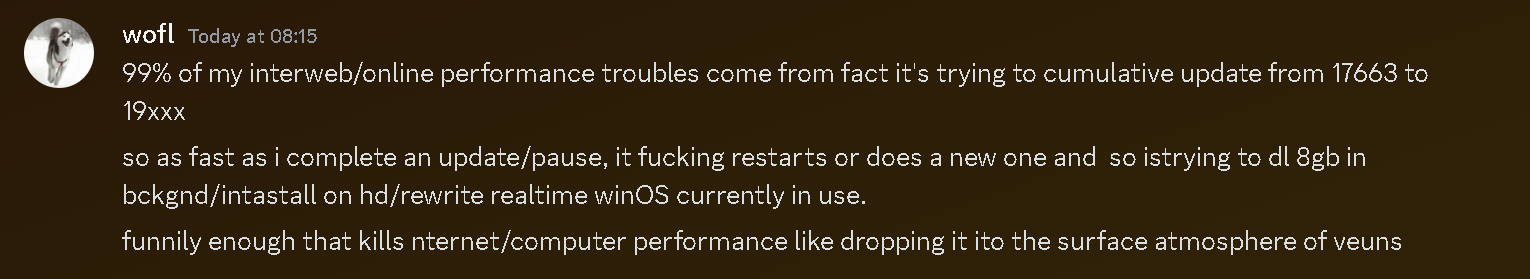 wofl Today at 08:15
99% of my interweb/online performance troubles come from fact it's trying to cumulative update from 17663 to
19xxx
so as fast as i complete an update/pause, it fucking restarts or does a new one and  so istrying to dl 8gb in
bckgnd/intastall on hd/rewrite realtime winOS currently in use.
funnily enough that kills nternet/computer performance like dropping it ito the surface atmosphere of veuns